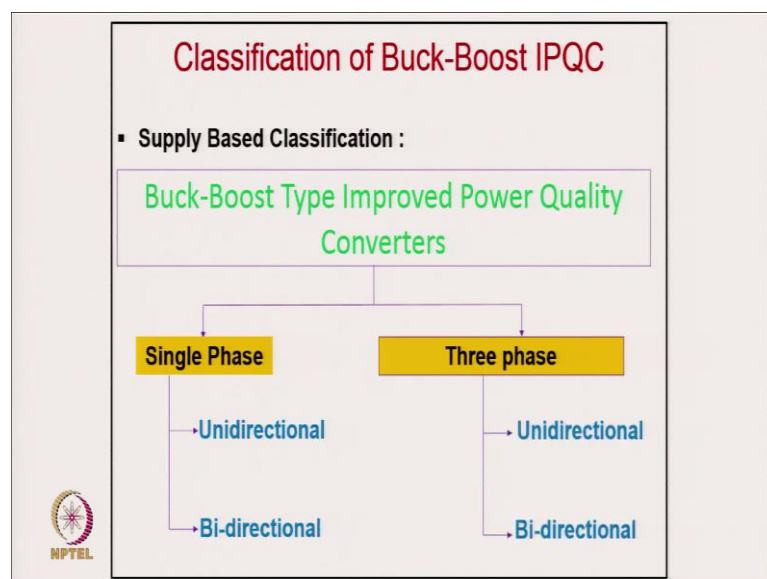 Classification of Buck-Boost IPQC
▪ Supply Based Classification :
Buck-Boost Type Improved Power Quality
Converters
Single Phase
Three phase
Unidirectional
Unidirectional
Bi-directional
Bi-directional
NPTEL